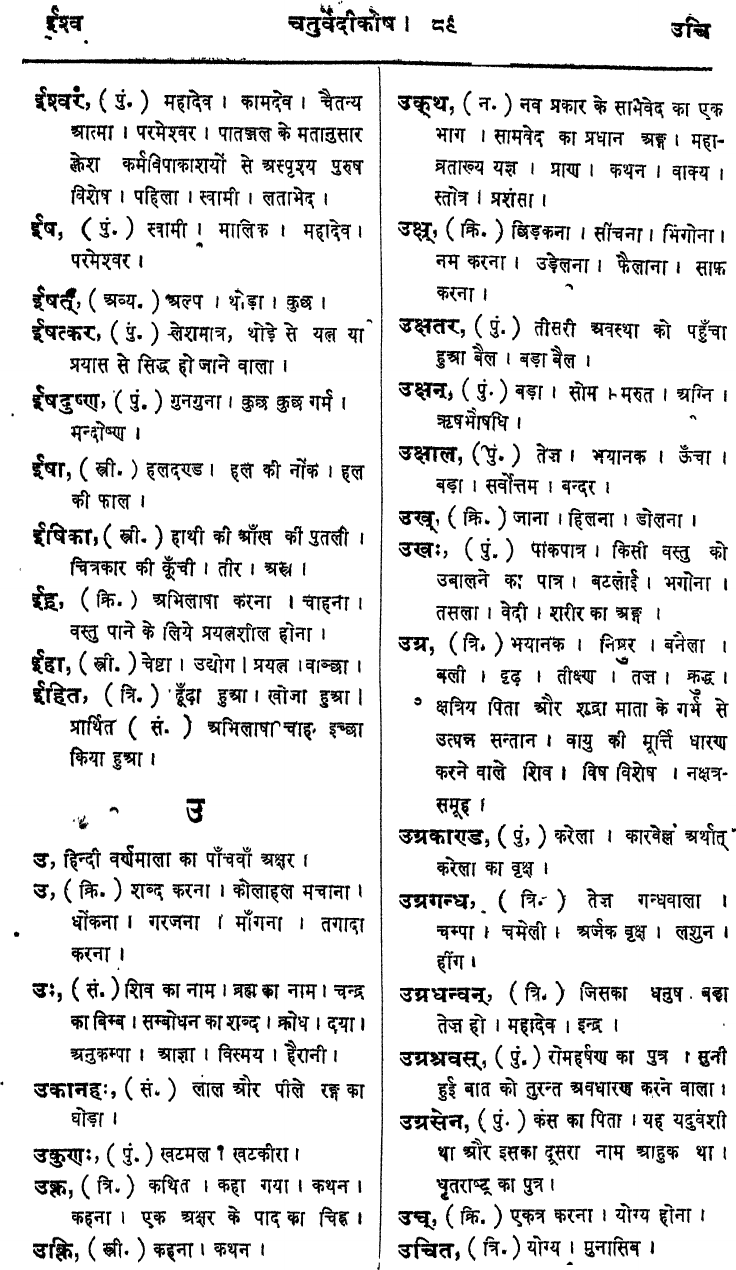 ईश्व चतुर्वेदीकोष । ८९ उच्चि
ईश्वर, (पुं.) महादेव । कामदेव । चैतन्य
आत्मा । परमेश्वर । पातञ्जल के मतानुसार
क्लेश कर्मविपाकाशयों से अस्पृश्य पुरुष
विशेष । पहिला । स्वामी । लताभेद ।
ईष, (पुं.) स्वामी । मालिक । महादेव ।
परमेश्वर ।
ईषत्, (अव्य.) अल्प । थोड़ा । कुछ ।
ईषत्कर, (पुं.) लेशमात्र, थोड़े से यत्न या
प्रयास से सिद्ध हो जाने वाला ।
ईषदुष्ण, (पुं.) गुनगुना । कुछ कुछ गर्म ।
मन्दोष्ण ।
ईषा, (स्त्री.) हलदण्ड । हल की नोंक । हल
की फाल ।
ईषिका, (स्त्री.) हाथी की आँख की पुतली ।
चित्रकार की कूँची । तीर । अस्त्र ।
ईह्, (क्रि.) अभिलाषा करना । चाहना ।
वस्तु पाने के लिये प्रयत्नशील होना ।
ईहा, (स्त्री.) चेष्टा । उद्योग । प्रयत्न । वाञ्छा ।
ईहित, (त्रि.) ढूँढ़ा हुआ । खोजा हुआ ।
प्रार्थित (सं.) अभिलाषा चाह इच्छा
किया हुआ ।
उ
उ, हिन्दी वर्णमाला का पाँचवाँ अक्षर ।
उ, (क्रि.) शब्द करना । कोलाहल मचाना ।
धोंकना । गरजना । माँगना । तगादा
करना ।
उः, (सं.) शिव का नाम । ब्रह्म का नाम । चन्द्र
का बिम्ब । सम्बोधन का शब्द । क्रोध । दया ।
अनुकम्पा । आज्ञा । विस्मय । हैरानी ।
उकानहः, (सं.) लाल और पीले रङ्ग का
घोड़ा ।
उकुणः, (पुं.) खटमल । खटकीरा ।
उक्त, (त्रि.) कथित । कहा गया । कथन ।
कहना । एक अक्षर के पाद का चिह्न ।
उक्ति, (स्त्री.) कहना । कथन ।
उक्थ, (न.) नव प्रकार के सामवेद का एक
भाग । सामवेद का प्रधान अङ्ग । महा-
व्रताख्य यज्ञ । प्राण । कथन । वाक्य ।
स्तोत्र । प्रशंसा ।
उक्ष्, (क्रि.) छिड़कना । सींचना । भिगोना ।
नम करना । उड़ेलना । फैलाना । साफ़
करना ।
उक्षतर, (पुं.) तीसरी अवस्था को पहुँचा
हुआ बैल । बड़ा बैल ।
उक्षन्, (पुं.) बड़ा । सोम । मरुत । अग्नि ।
ऋषभौषधि ।
उक्षाल, (पुं.) तेज़ । भयानक । ऊँचा ।
बड़ा । सर्वोत्तम । बन्दर ।
उख्, (क्रि.) जाना । हिलना । डोलना ।
उखः, (पुं.) पाकपात्र । किसी वस्तु को
उबालने का पात्र । बटलोई । भगोना ।
तसला । वेदी । शरीर का अङ्ग ।
उग्र, (त्रि.) भयानक । निष्ठुर । बनैला ।
बली । दृढ़ । तीक्ष्ण । तेज़ । क्रुद्ध ।
क्षत्रिय पिता और शूद्रा माता के गर्भ से
उत्पन्न सन्तान । वायु की मूर्त्ति धारण
करने वाले शिव । विष विशेष । नक्षत्र-
समूह ।
उग्रकाण्ड, (पुं,) करेला । कारवेल्ल अर्थात्
करेला का वृक्ष ।
उग्रगन्ध, (त्रि.) तेज़ गन्धवाला ।
चम्पा । चमेली । अर्जक वृक्ष । लशुन ।
हींग ।
उग्रधन्वन्, (त्रि.) जिसका धनुष बड़ा
तेज़ हो । महादेव । इन्द्र ।
उग्रश्रवस्, (पुं.) रोमहर्षण का पुत्र । सुनी
हुई बात को तुरन्त अवधारण करने वाला ।
उग्रसेन, (पुं.) कंस का पिता । यह यदुवंशी
था और इसका दूसरा नाम आहुक था ।
धृतराष्ट्र का पुत्र ।
उच्, (क्रि.) एकत्र करना । योग्य होना ।
उचित, (त्रि.) योग्य । मुनासिब ।